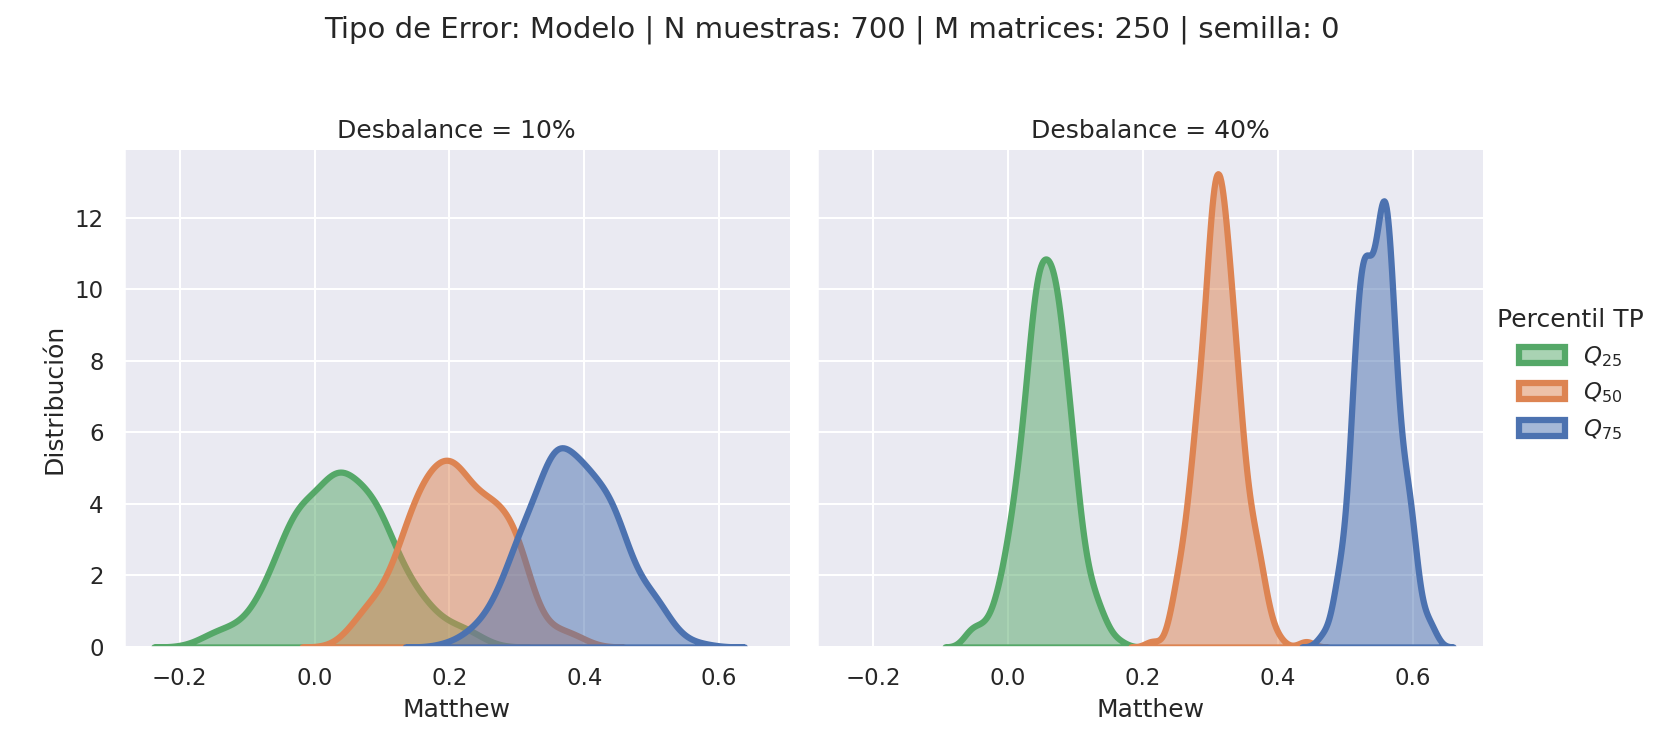 Tipo de Error: Modelo | N muestras: 700 | M matrices: 250 | semilla: 0
Desbalance = 10%
Desbalance = 40%
Distribución
12
10
8
6
4
2
0
−0.2 0.0 0.2 0.4 0.6
−0.2 0.0 0.2 0.4 0.6
Matthew
Matthew
Percentil TP
Q25
Q50
Q75